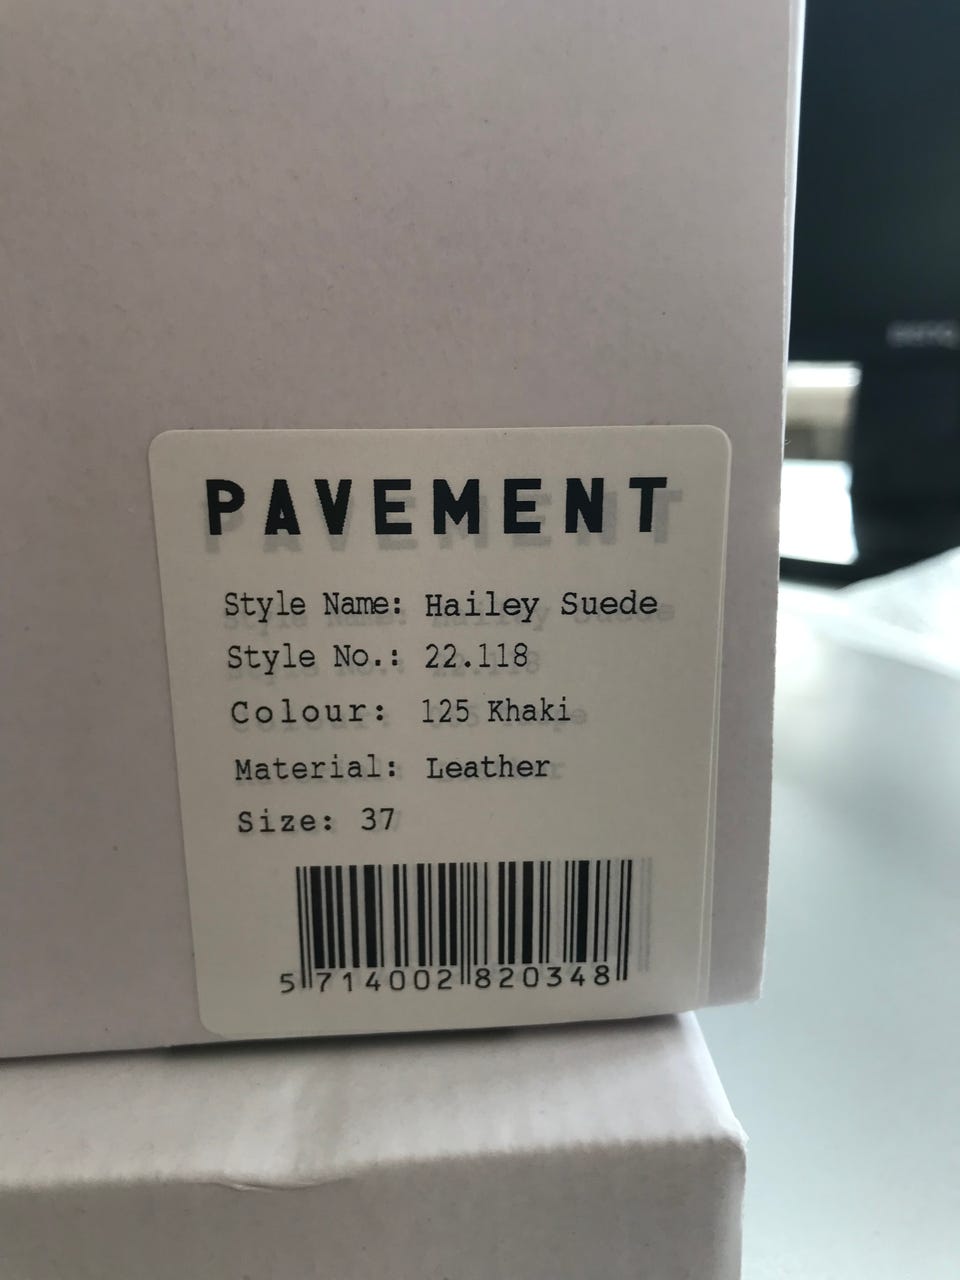 PAVEMENT
Style Name: Hailey Suede
Style No.: 22.118
Colour: 125 Khaki
Material: Leather
Size: 37
5 714002 820348